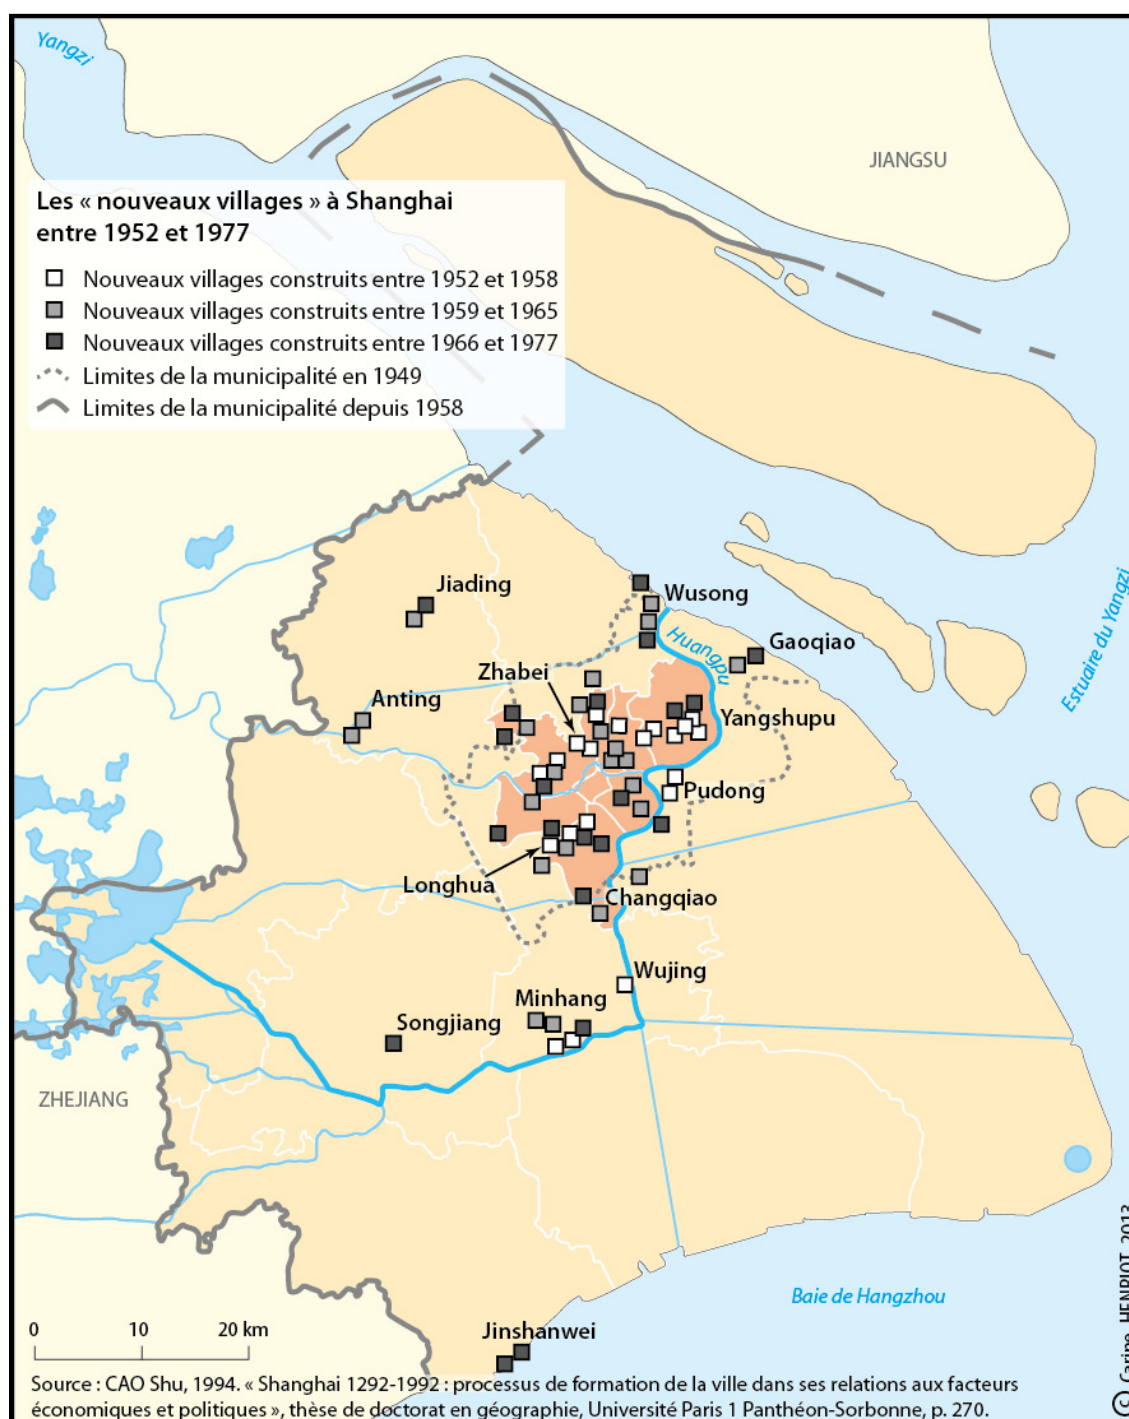 Yangzi
JIANGSU
Les « nouveaux villages » à Shanghai
entre 1952 et 1977
Nouveaux villages construits entre 1952 et 1958
Nouveaux villages construits entre 1959 et 1965
Nouveaux villages construits entre 1966 et 1977
Limites de la municipalité en 1949
Limites de la municipalité depuis 1958
Jiading
Wusong
Huangpu
Gaoqiao
Zhabei
Estuaire du Yangzi
Anting
Yangshupu
Pudong
Longhua
Changqiao
Wujing
Minhang
Songjiang
ZHEJIANG
Baie de Hangzhou
© Carine HENRIOT, 2013
0 10 20 km
Jinshanwei
Source : CAO Shu, 1994. « Shanghai 1292-1992 : processus de formation de la ville dans ses relations aux facteurs
économiques et politiques », thèse de doctorat en géographie, Université Paris 1 Panthéon-Sorbonne, p. 270.